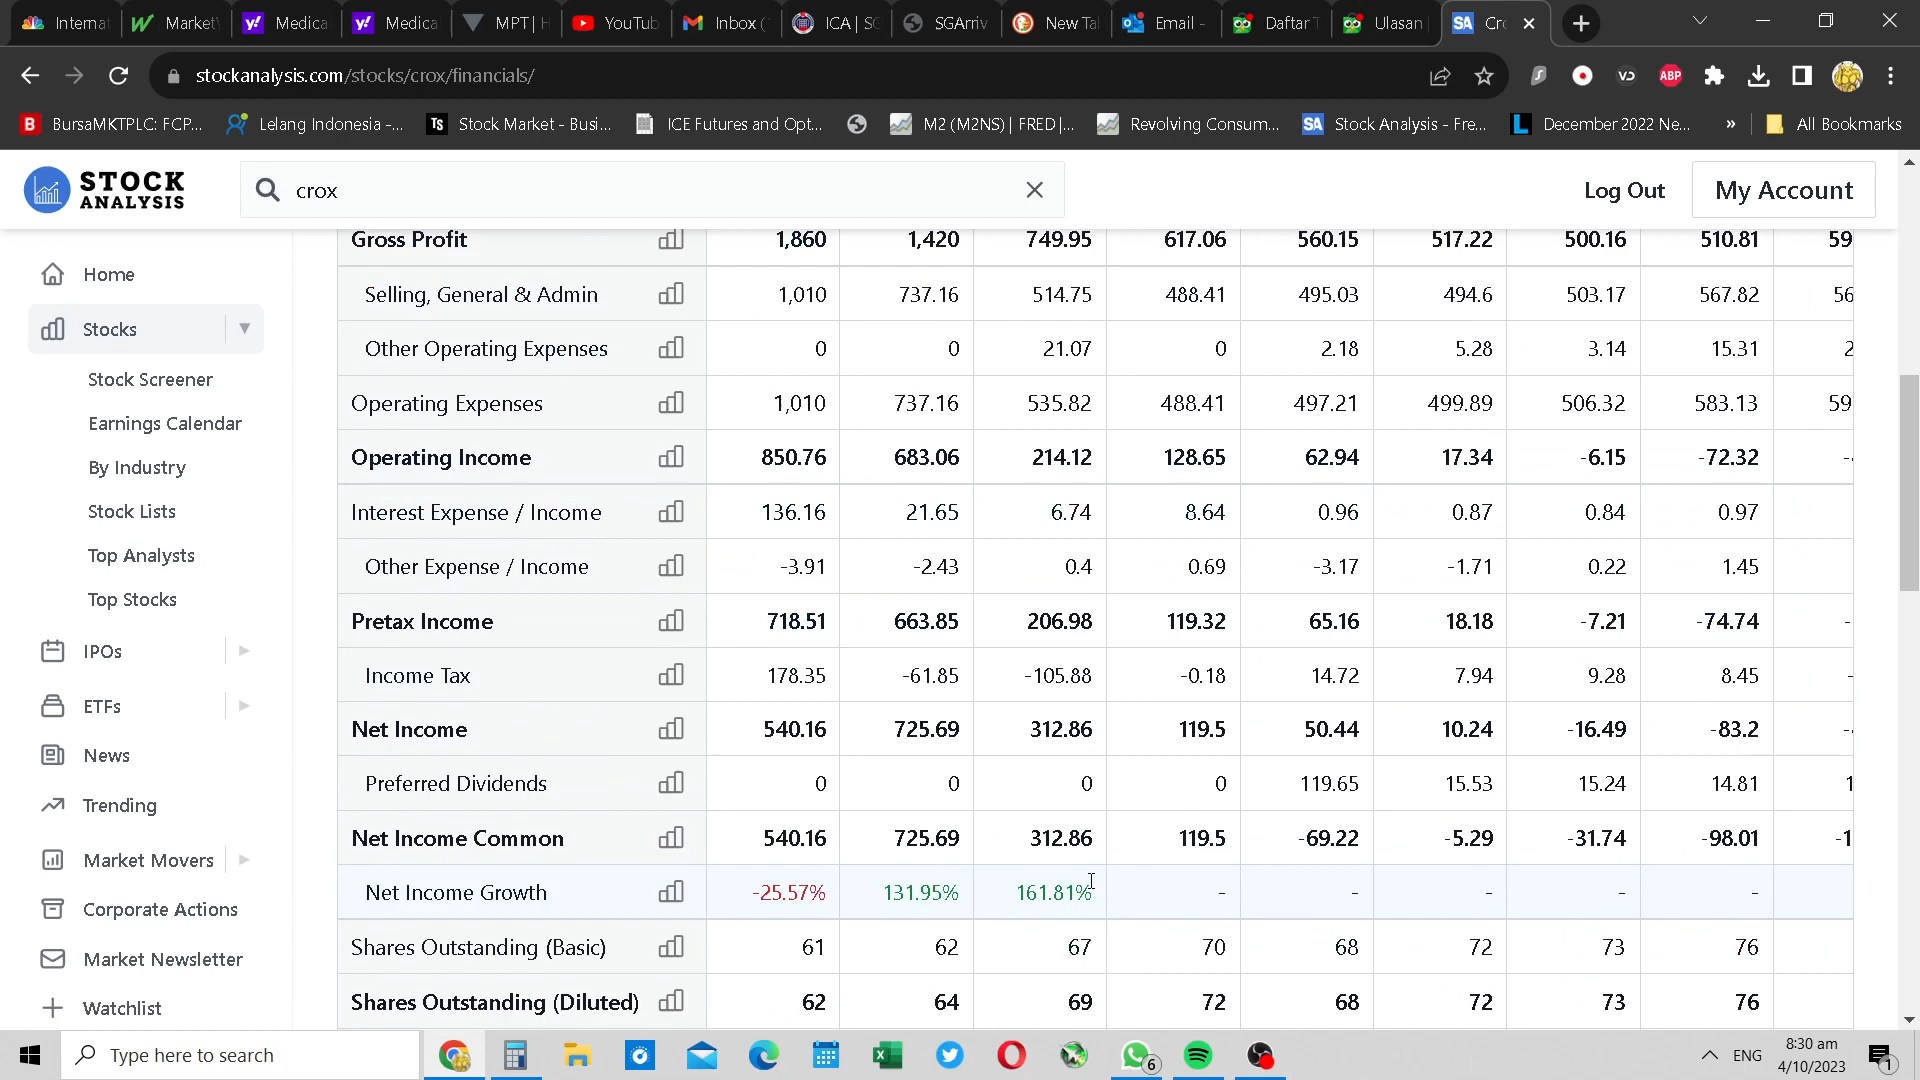 Interna
Market
Medica
Medica
MPT | H
YouTub
Inbox (
ICA | SG
SGArriv
New Ta
Email -
Daftar T
Ulasan
SA Cro
stockanalysis.com/stocks/crox/financials/
VD
ABP
B BursaMKTPLC: FCP...
Lelang Indonesia -...
Ts Stock Market - Busi...
ICE Futures and Opt...
M2 (M2NS) | FRED |...
Revolving Consum...
SA Stock Analysis - Fre...
L December 2022 Ne...
»
All Bookmarks
STOCK
ANALYSIS
crox
Log Out
My Account
Home
Stocks
Stock Screener
Earnings Calendar
By Industry
Stock Lists
Top Analysts
Top Stocks
IPOs
ETFs
News
Trending
Market Movers
Corporate Actions
Market Newsletter
Watchlist
Gross Profit 1,860 1,420 749.95 617.06 560.15 517.22 500.16 510.81 59
Selling, General & Admin 1,010 737.16 514.75 488.41 495.03 494.6 503.17 567.82 56
Other Operating Expenses 0 0 21.07 0 2.18 5.28 3.14 15.31 2
Operating Expenses 1,010 737.16 535.82 488.41 497.21 499.89 506.32 583.13 59
Operating Income 850.76 683.06 214.12 128.65 62.94 17.34 -6.15 -72.32 -
Interest Expense / Income 136.16 21.65 6.74 8.64 0.96 0.87 0.84 0.97
Other Expense / Income -3.91 -2.43 0.4 0.69 -3.17 -1.71 0.22 1.45
Pretax Income 718.51 663.85 206.98 119.32 65.16 18.18 -7.21 -74.74 -
Income Tax 178.35 -61.85 -105.88 -0.18 14.72 7.94 9.28 8.45 -
Net Income 540.16 725.69 312.86 119.5 50.44 10.24 -16.49 -83.2 -
Preferred Dividends 0 0 0 0 119.65 15.53 15.24 14.81 1
Net Income Common 540.16 725.69 312.86 119.5 -69.22 -5.29 -31.74 -98.01 -1
Net Income Growth -25.57% 131.95% 161.81% - - - - -
Shares Outstanding (Basic) 61 62 67 70 68 72 73 76
Shares Outstanding (Diluted) 62 64 69 72 68 72 73 76
Type here to search
6
ENG
8:30 am
4/10/2023
1